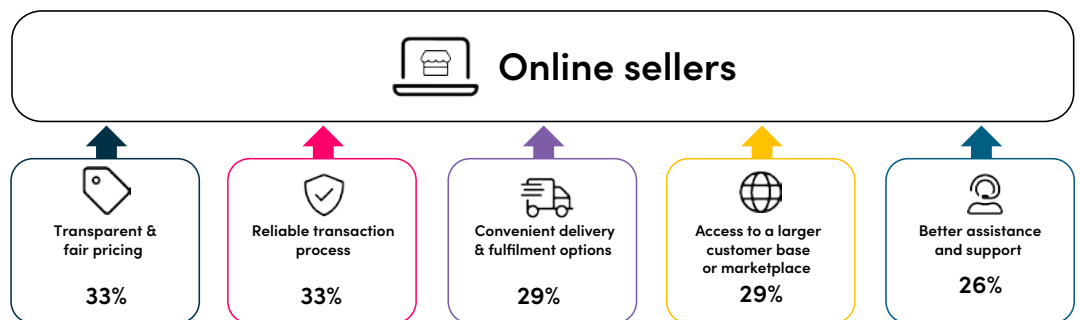 Online sellers
Transparent &
fair pricing
33%
Reliable transaction
process
33%
Convenient delivery
& fulfilment options
29%
Access to a larger
customer base
or marketplace
29%
Better assistance
and support
26%